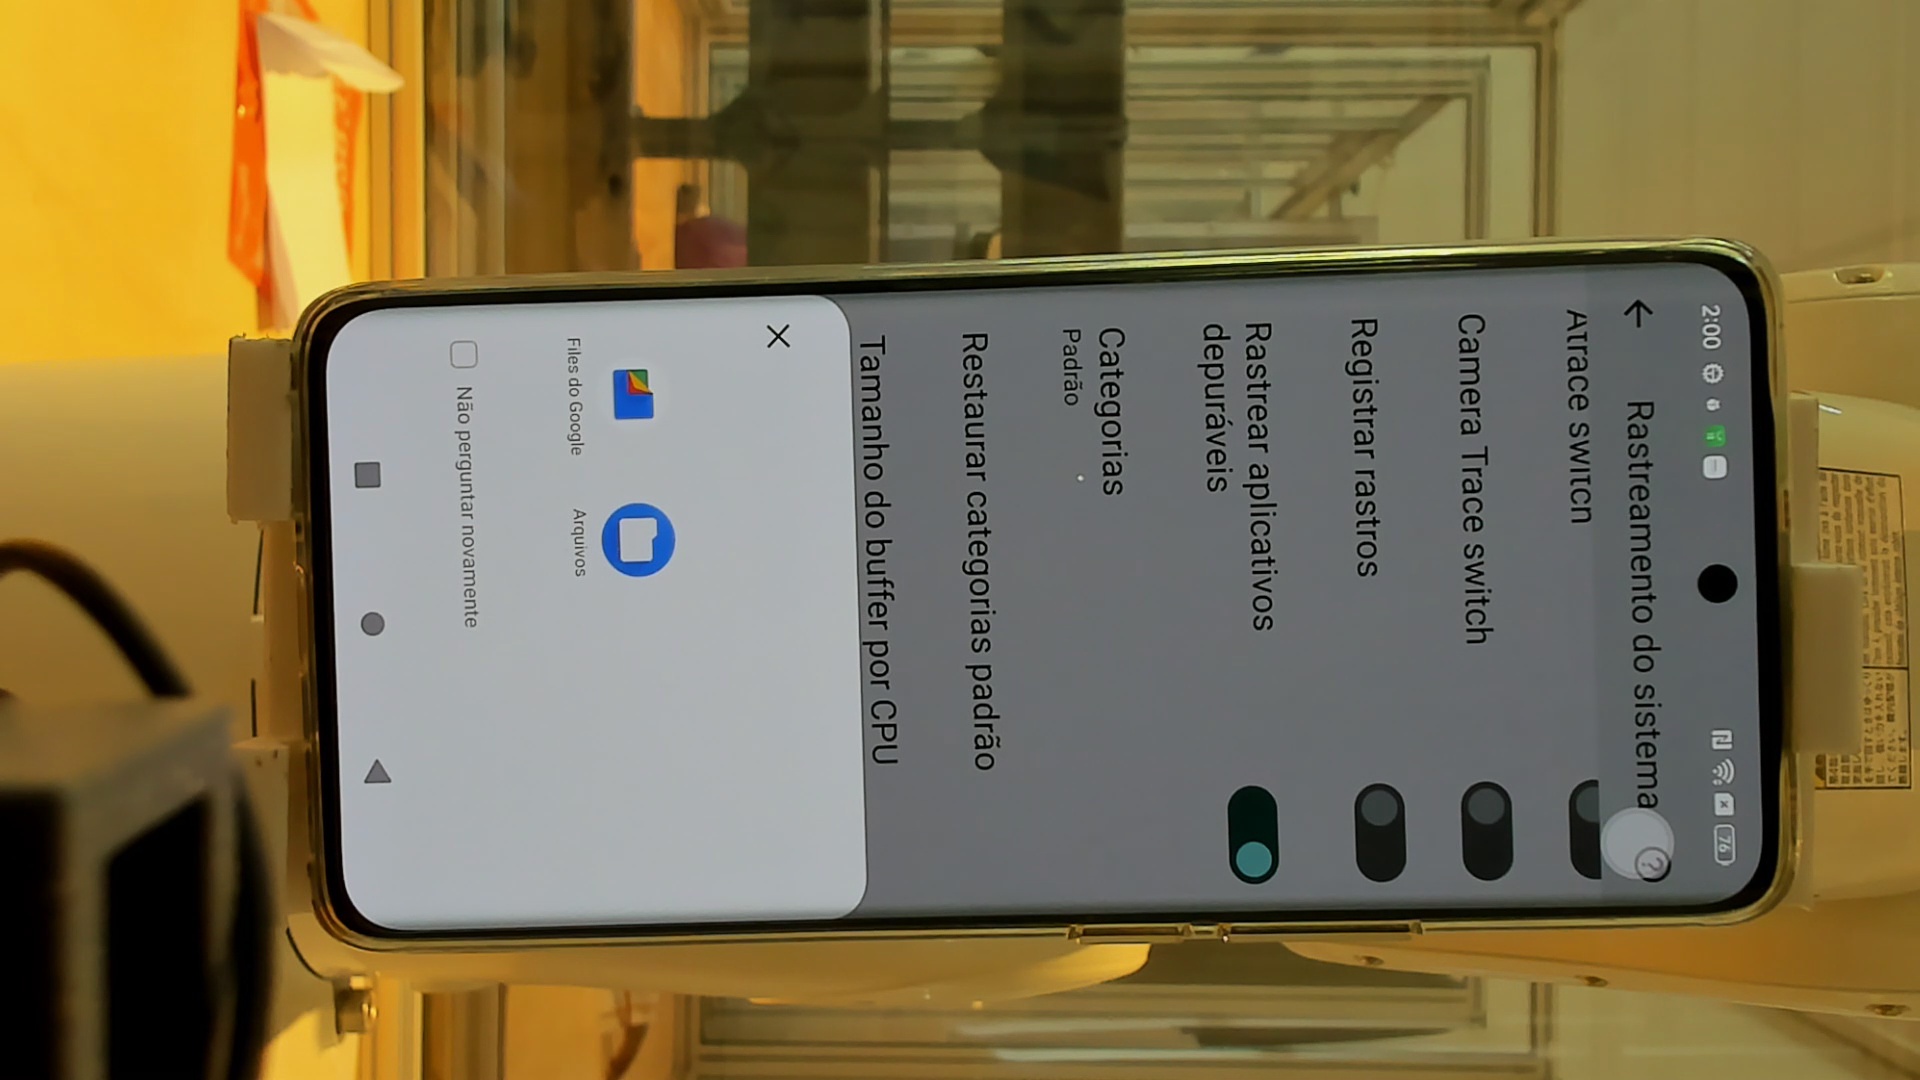 2:00
76
Rastreamento do sistema
Atrace switch
Camera Trace switch
Registrar rastros
Rastrear aplicativos
depuráveis
Categorias
Padrão
Restaurar categorias padrão
Tamanho do buffer por CPU
Files do Google
Arquivos
Não perguntar novamente